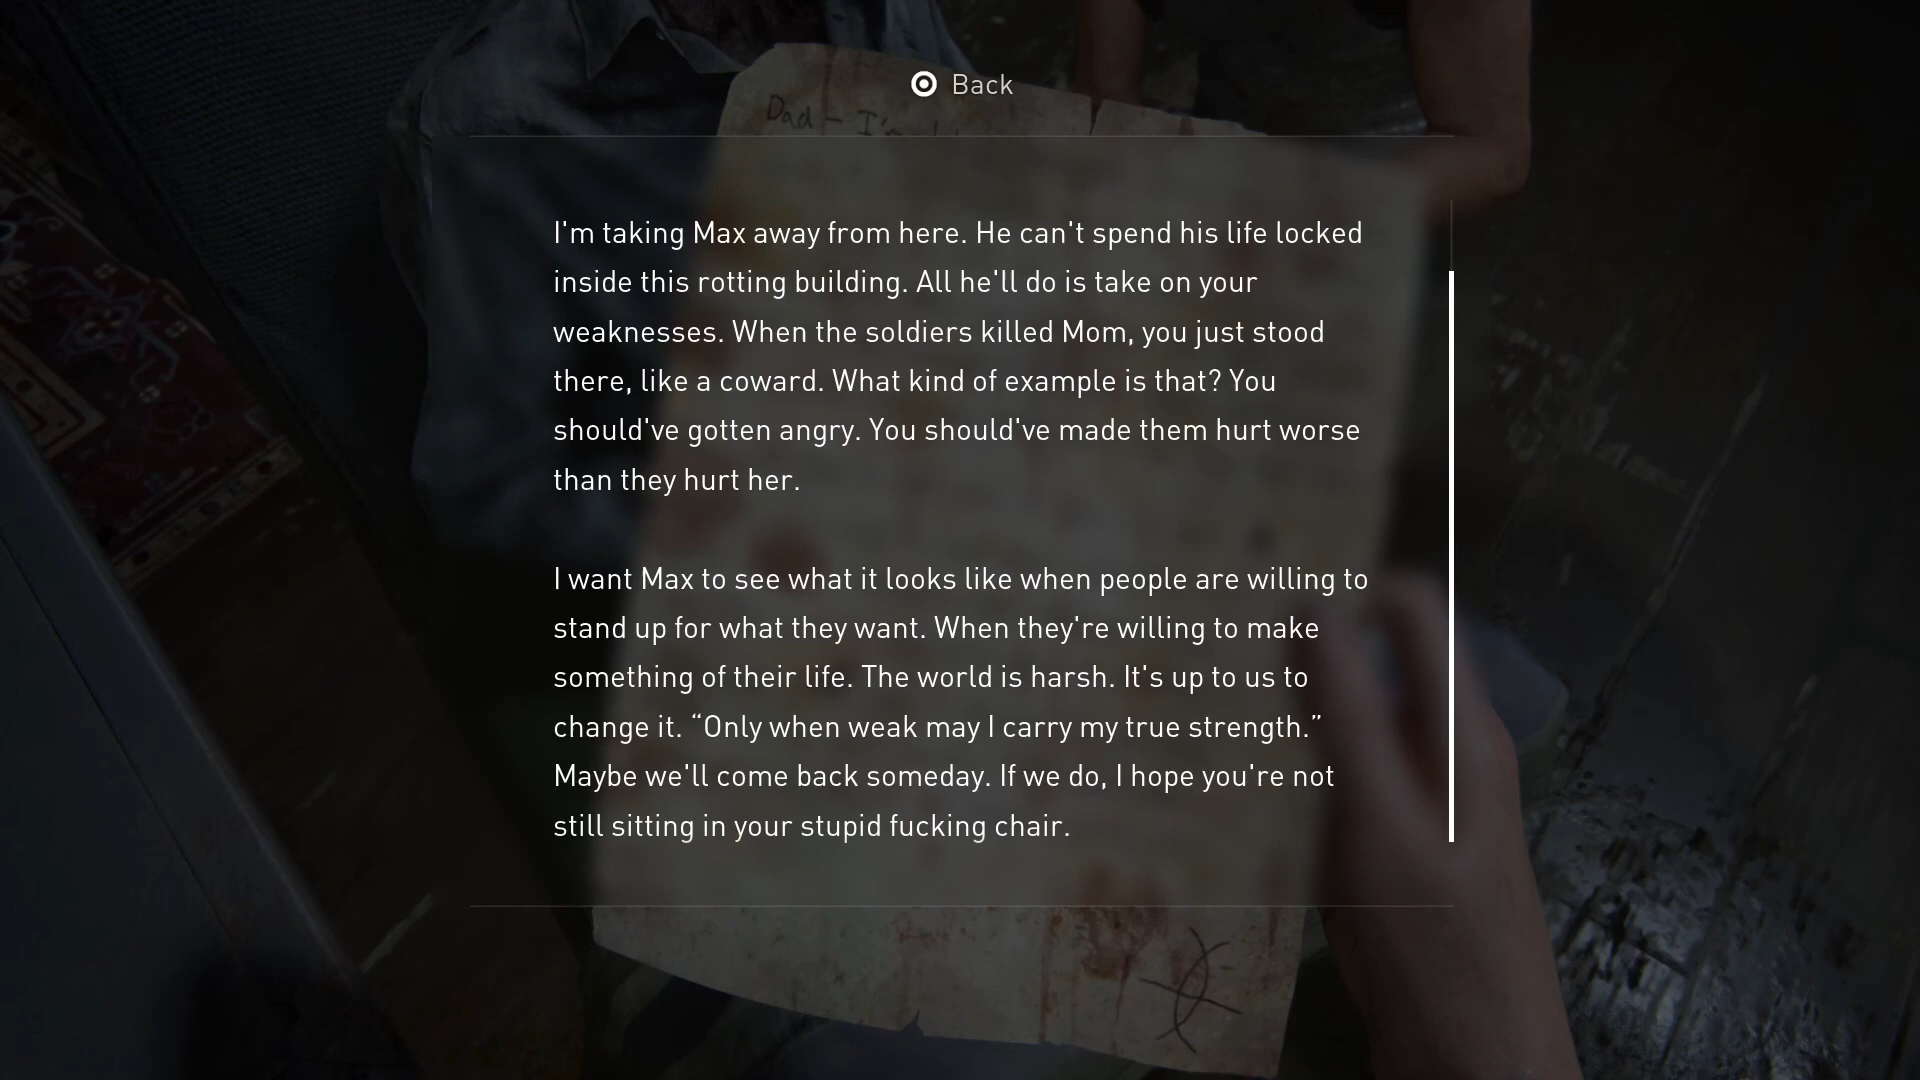 Back
Dad - I'm
I'm taking Max away from here. He can't spend his life locked
inside this rotting building. All he'll do is take on your
weaknesses. When the soldiers killed Mom, you just stood
there, like a coward. What kind of example is that? You
should've gotten angry. You should've made them hurt worse
than they hurt her.
I want Max to see what it looks like when people are willing to
stand up for what they want. When they're willing to make
something of their life. The world is harsh. It's up to us to
change it. “Only when weak may I carry my true strength.”
Maybe we'll come back someday. If we do, I hope you're not
still sitting in your stupid fucking chair.